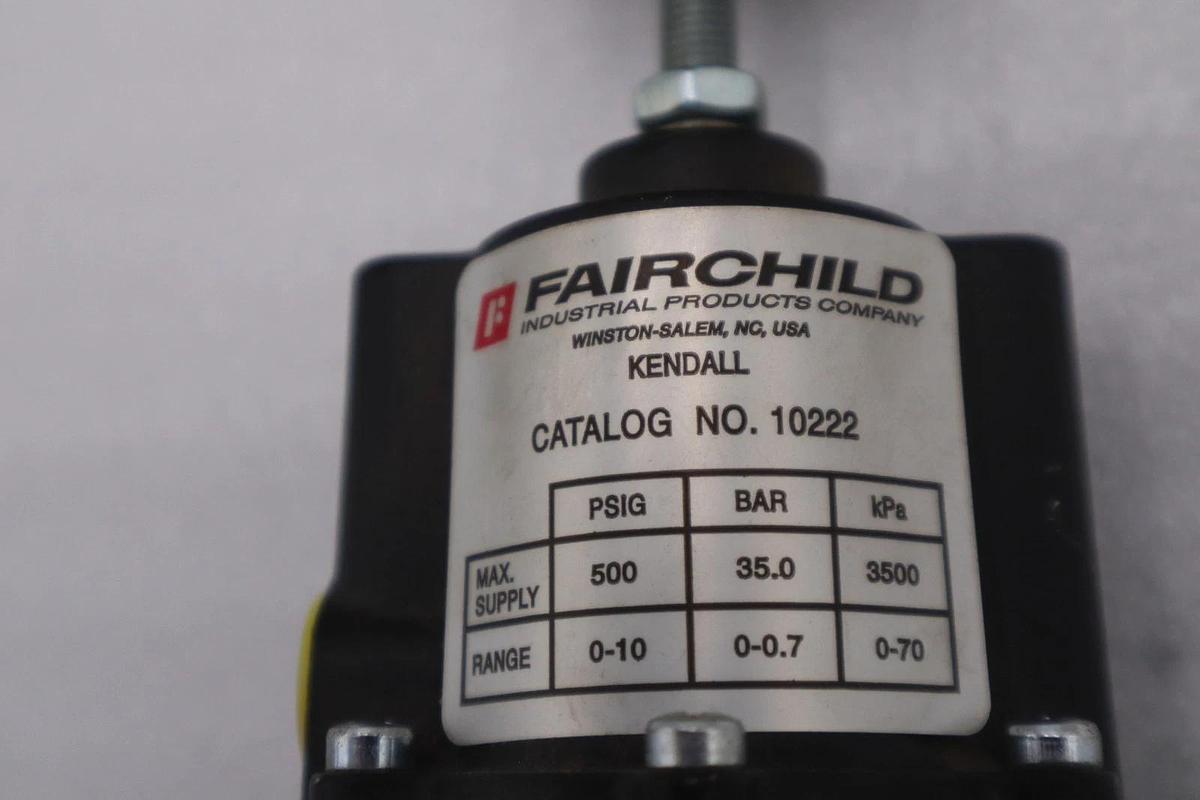 F FAIRCHILD
INDUSTRIAL PRODUCTS COMPANY
WINSTON-SALEM, NC, USA
KENDALL
CATALOG NO. 10222
PSIG BAR kPa
MAX. SUPPLY 500 35.0 3500
RANGE 0-10 0-0.7 0-70